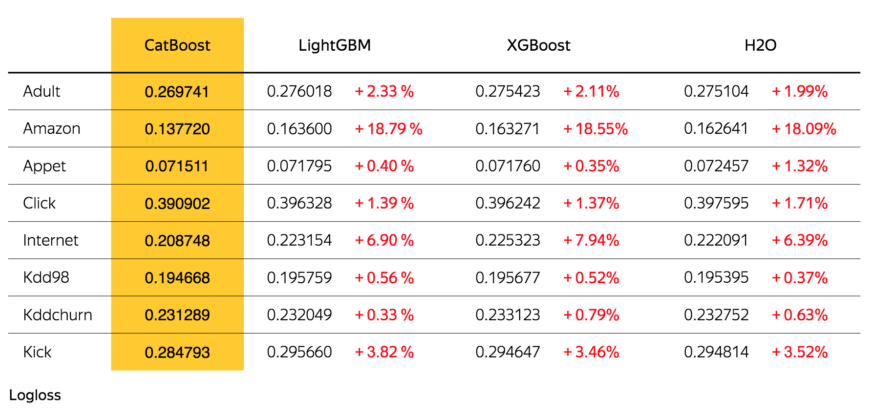 CatBoost LightGBM XGBoost H2O
Adult 0.269741 0.276018 + 2.33 % 0.275423 + 2.11% 0.275104 + 1.99%
Amazon 0.137720 0.163600 + 18.79 % 0.163271 + 18.55% 0.162641 + 18.09%
Appet 0.071511 0.071795 + 0.40 % 0.071760 + 0.35% 0.072457 + 1.32%
Click 0.390902 0.396328 + 1.39 % 0.396242 + 1.37% 0.397595 + 1.71%
Internet 0.208748 0.223154 + 6.90 % 0.225323 + 7.94% 0.222091 + 6.39%
Kdd98 0.194668 0.195759 + 0.56 % 0.195677 + 0.52% 0.195395 + 0.37%
Kddchurn 0.231289 0.232049 + 0.33 % 0.233123 + 0.79% 0.232752 + 0.63%
Kick 0.284793 0.295660 + 3.82 % 0.294647 + 3.46% 0.294814 + 3.52%
Logloss